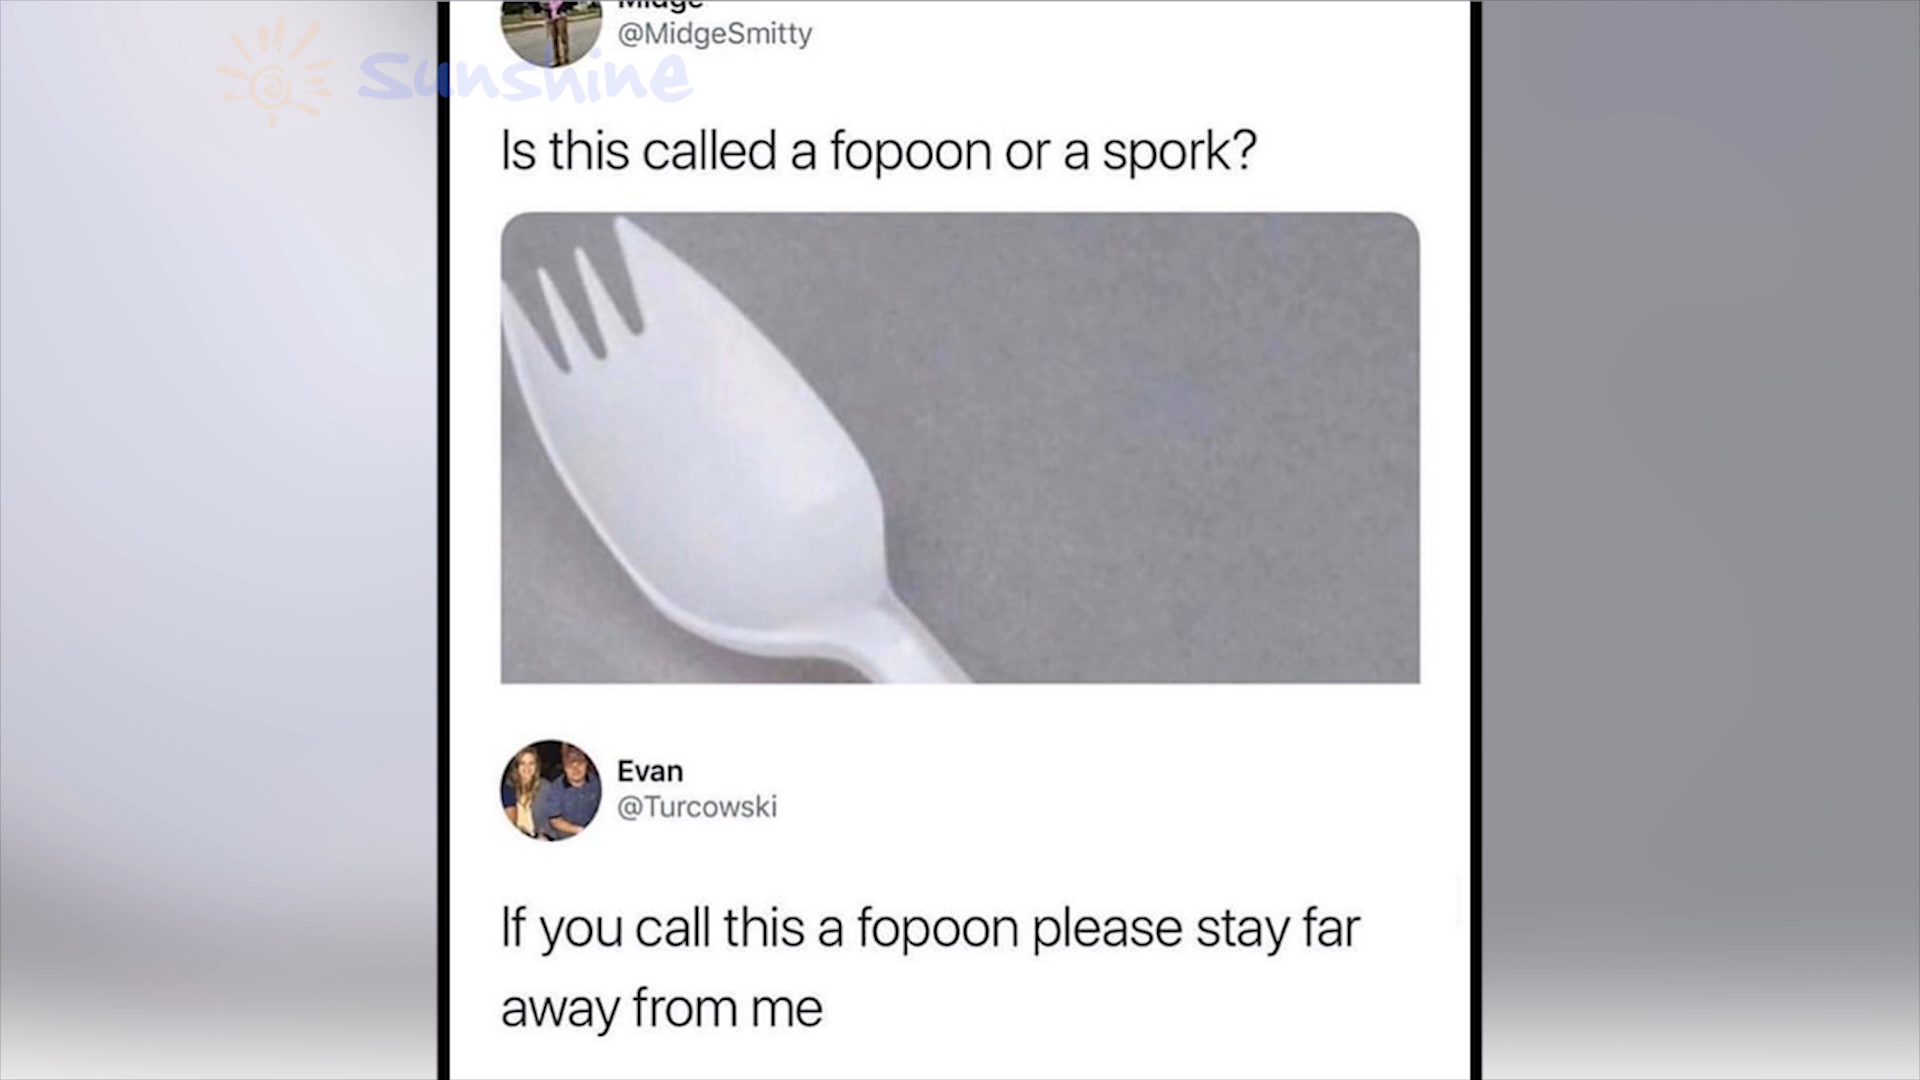 Midge
@MidgeSmitty
Sunshine
Is this called a fopoon or a spork?
Evan
@Turcowski
If you call this a fopoon please stay far
away from me